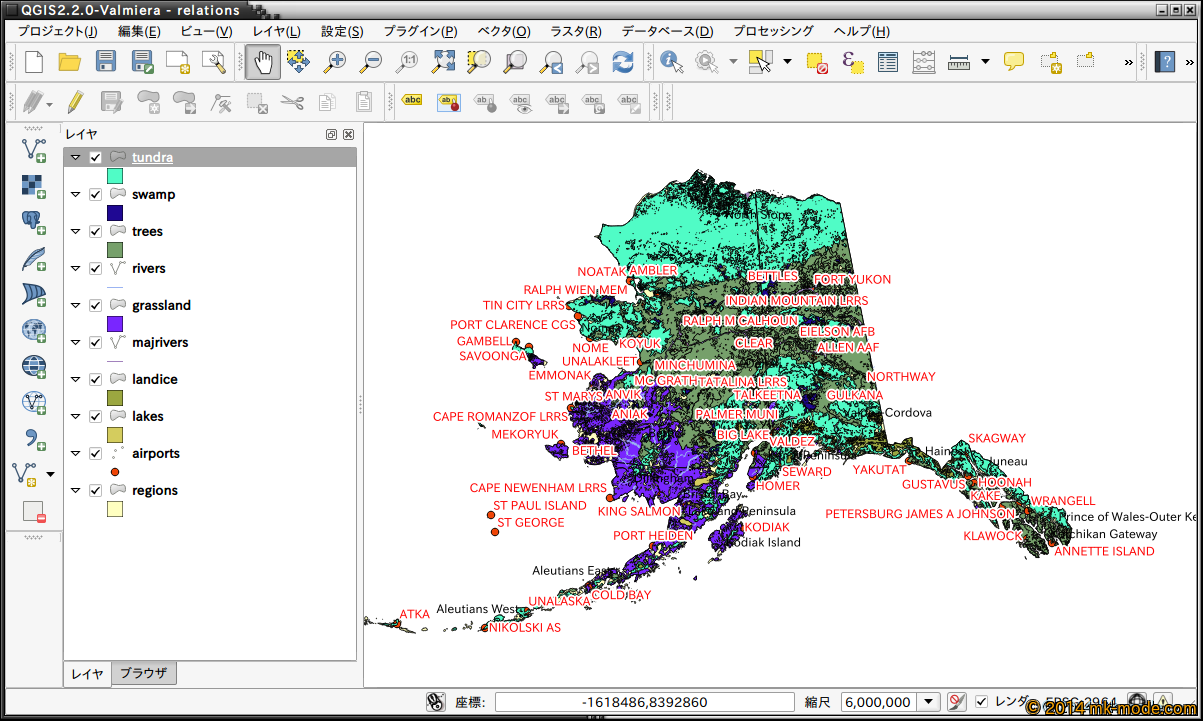 QGIS2.2.0-Valmiera - relations
プロジェクト(J) 編集(E) ビュー(V) レイヤ(L) 設定(S) プラグイン(P) ベクタ(O) ラスタ(R) データベース(D) プロセッシング ヘルプ(H)
1:1
»
?
»
abc ab abc abc abc abc abc
レイヤ
tundra
swamp
trees
rivers
grassland
majrivers
landice
lakes
airports
regions
レイヤ ブラウザ
North Slope
NOATAK AMBLER
BETTLES
FORT YUKON
RALPH WIEN MEM
INDIAN MOUNTAIN LRRS
TIN CITY LRRS
PORT CLARENCE CGS
RALPH M CALHOUN
EIELSON AFB
GAMBELL
NOME
KOYUK
CLEAR
ALLEN AAF
SAVOONGA
UNALAKLEET
MINCHUMINA
EMMONAK
MC GRATH
TATALINA LRRS
NORTHWAY
ST MARYS
ANVIK
TALKEETNA
GULKANA
CAPE ROMANZOF LRRS
ANIAK
PALMER MUNI
-Cordova
MEKORYUK
BIG LAKE
VALDEZ
SKAGWAY
BETHEL
Haines
Juneau
SEWARD
YAKUTAT
HOMER
GUSTAVUS
HOONAH
CAPE NEWENHAM LRRS
KAKE
WRANGELL
ST PAUL ISLAND
KING SALMON
Peninsula
PETERSBURG JAMES A JOHNSON
Prince of Wales-Outer Ke
ST GEORGE
KODIAK
Kodiak Island
PORT HEIDEN
KLAWOCK
Ketchikan Gateway
ANNETTE ISLAND
Aleutians East
COLD BAY
UNALASKA
Aleutians West
ATKA
NIKOLSKI AS
座標: -1618486,8392860 縮尺 6,000,000 レンダ EPSG:2964
© 2014 mk-mode.com